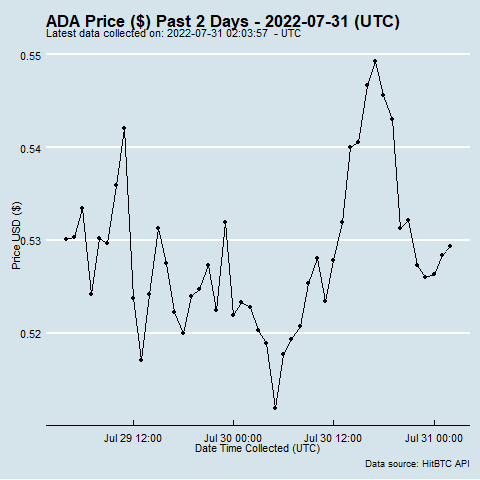 ADA Price ($) Past 2 Days - 2022-07-31 (UTC)
Latest data collected on: 2022-07-31 02:03:57  - UTC
0.55
0.54
0.53
0.52
Price USD ($)
Jul 29 12:00
Jul 30 00:00
Jul 30 12:00
Jul 31 00:00
Date Time Collected (UTC)
Data source: HitBTC API